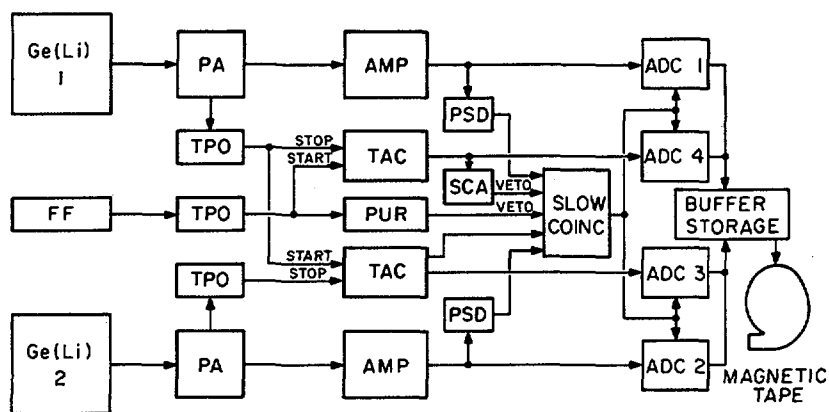 Ge(Li)
1
PA
AMP
ADC 1
PSD
TPO
STOP
START
TAC
ADC 4
SCA
VETO
SLOW
COINC
FF
TPO
PUR
VETO
BUFFER
STORAGE
TPO
START
STOP
TAC
ADC 3
PSD
Ge(Li)
2
PA
AMP
ADC 2
MAGNETIC
TAPE